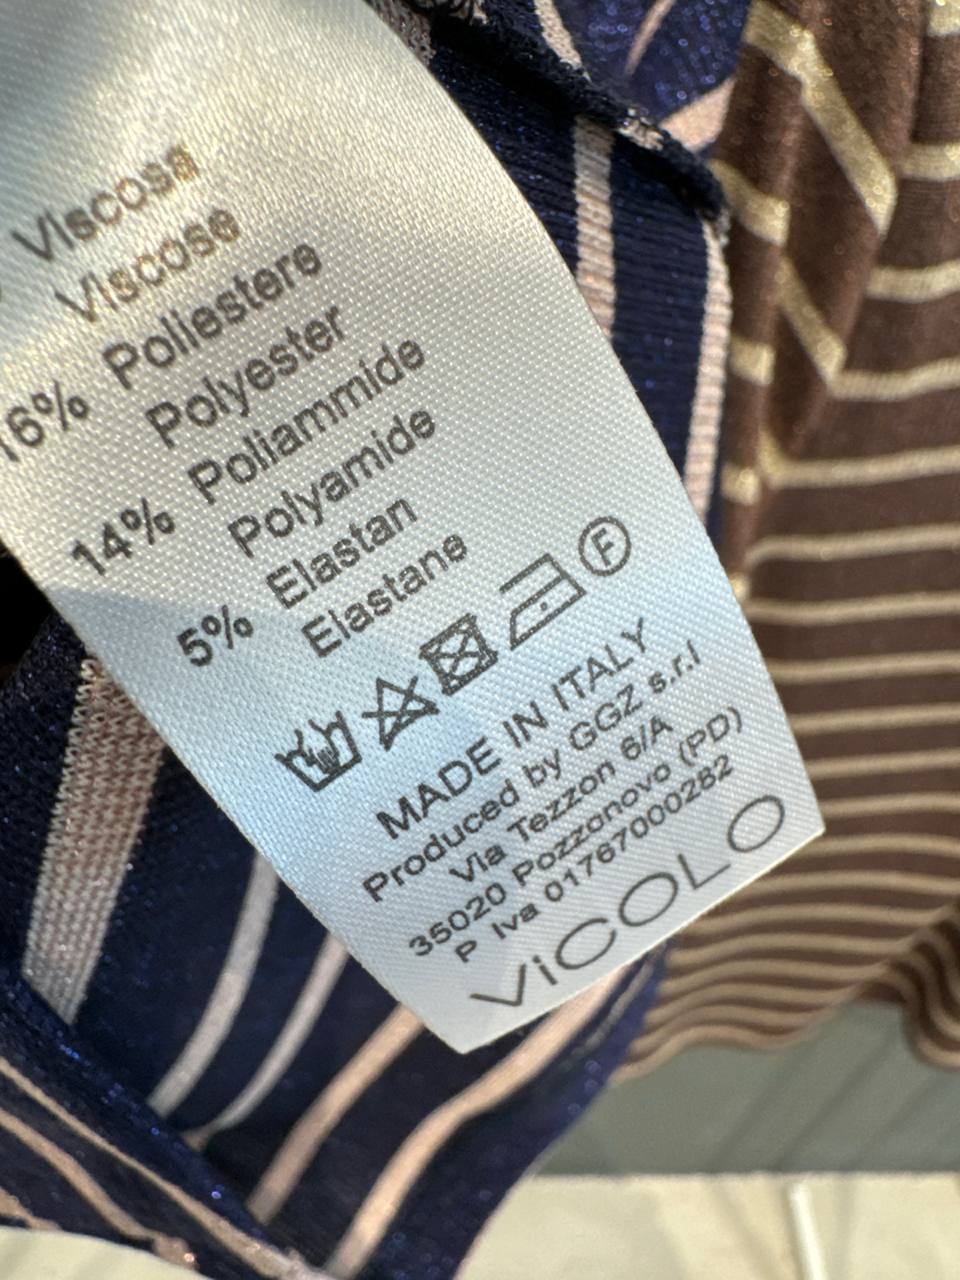 Viscosa
Viscose
16% Poliestere
Polyester
14% Poliammide
Polyamide
5% Elastan
Elastane
F
MADE IN ITALY
Produced by GGZ s.r.l
Via Tezzon 6/A
35020 Pozzonovo (PD)
P Iva 01767000282
ViCOLO